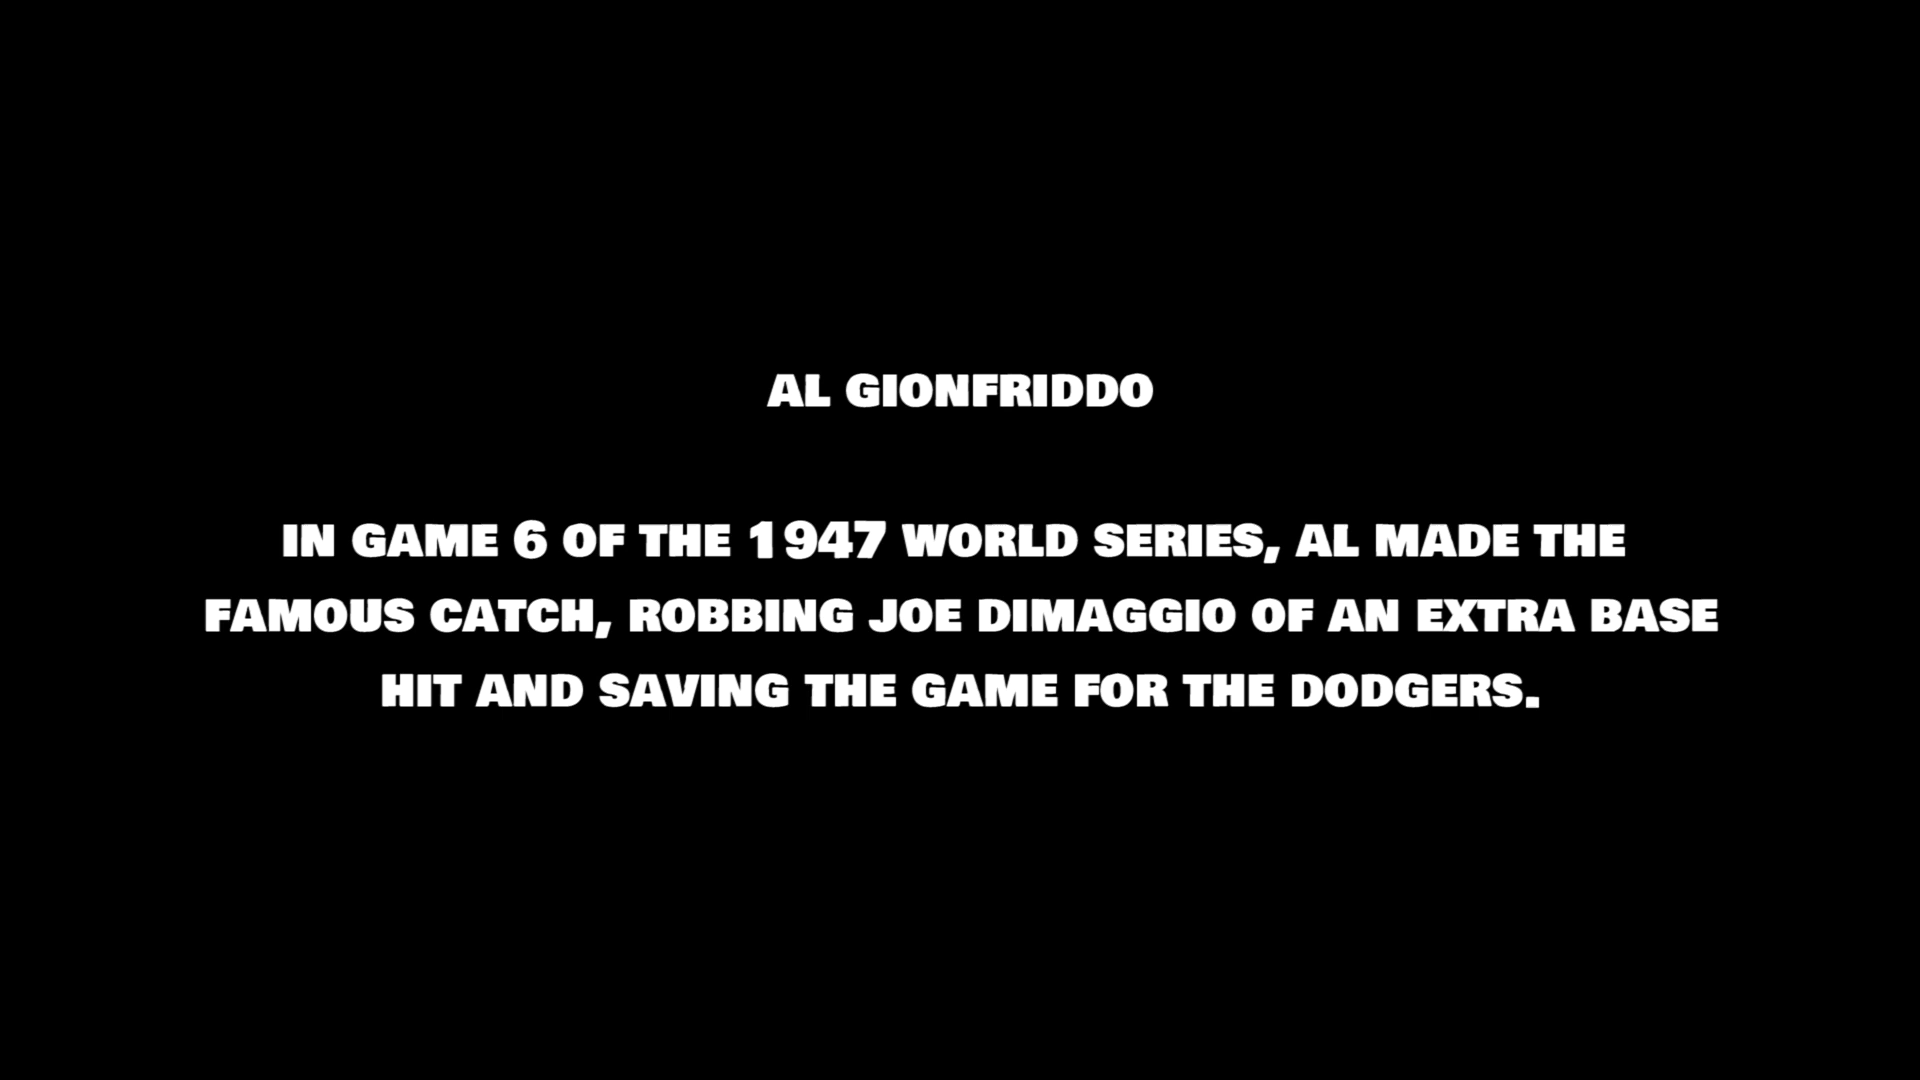 AL GIONFRIDDO
IN GAME 6 OF THE 1947 WORLD SERIES, AL MADE THE
FAMOUS CATCH, ROBBING JOE DIMAGGIO OF AN EXTRA BASE
HIT AND SAVING THE GAME FOR THE DODGERS.